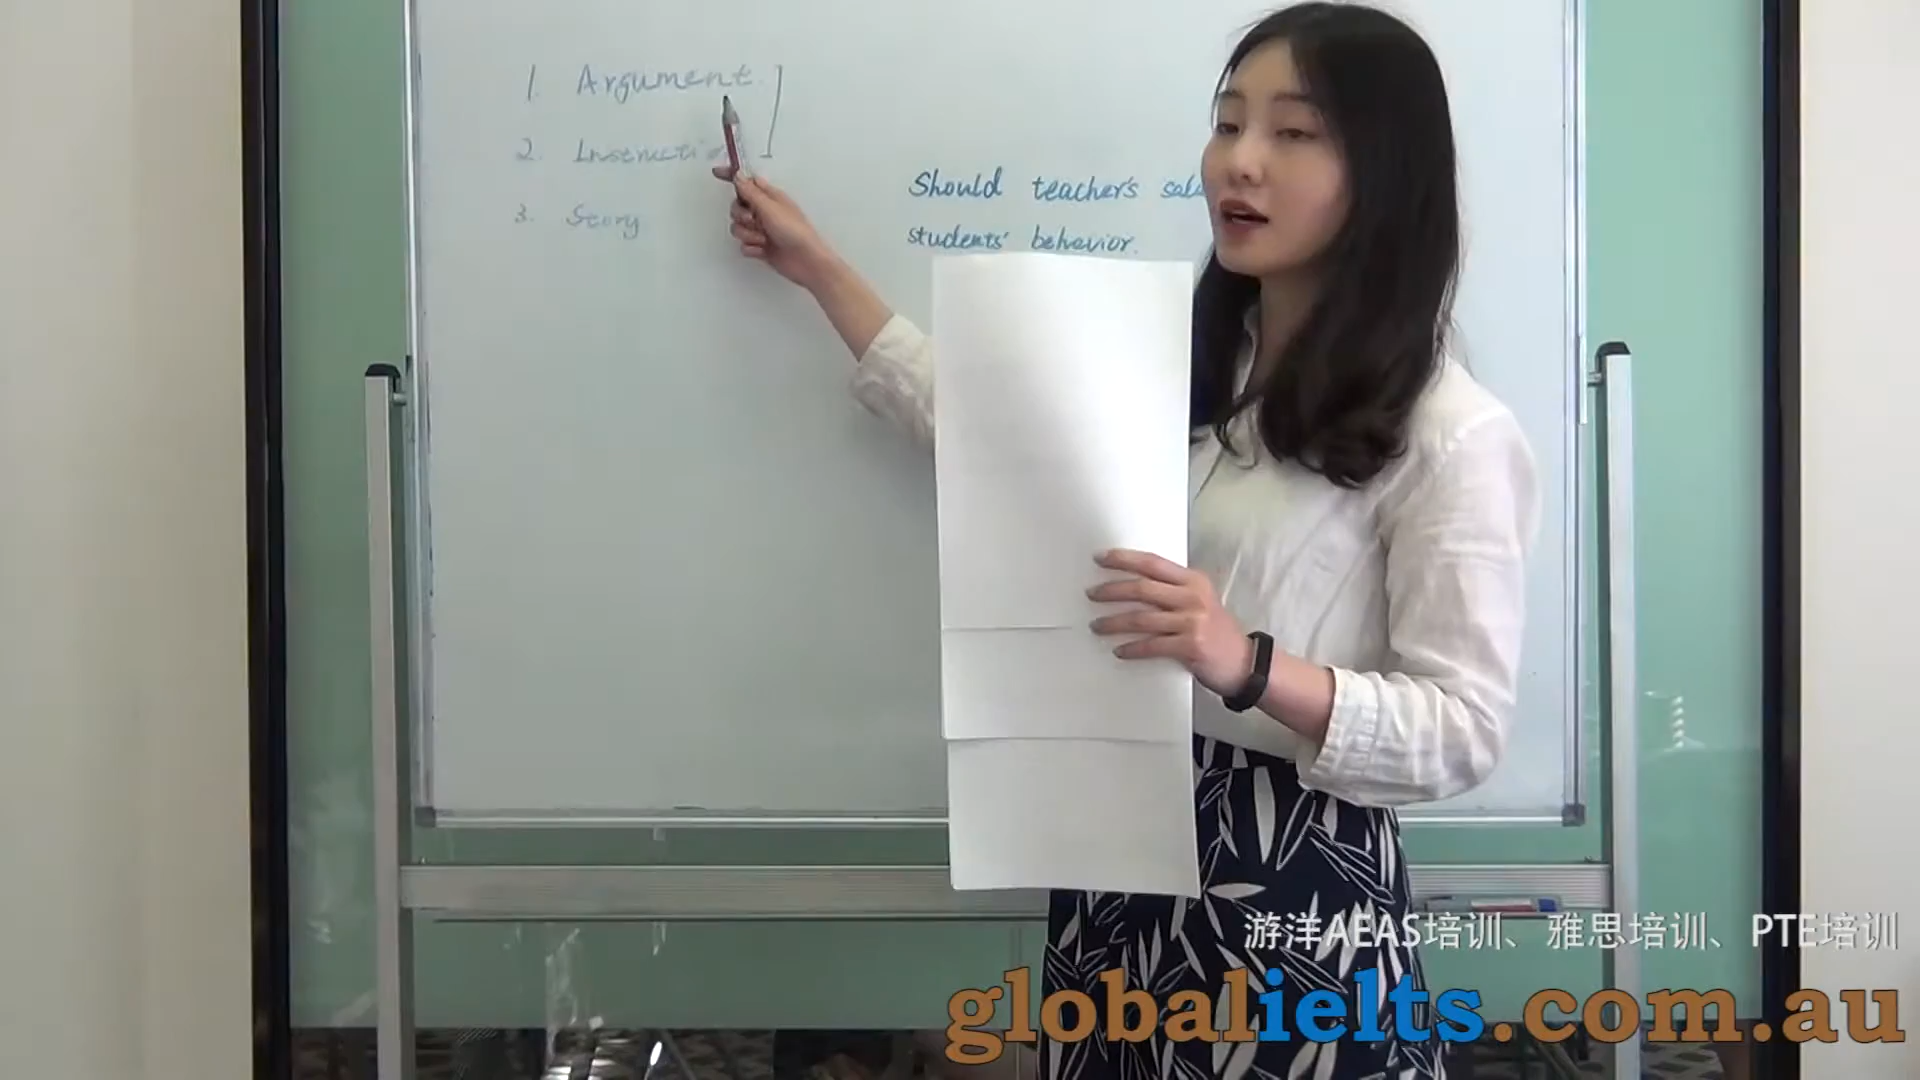 1. Argument.
2. Instruction
3. Story
Should teacher's
students' behavior.
游洋AEAS培训、雅思培训、PTE培训
globalielts.com.au